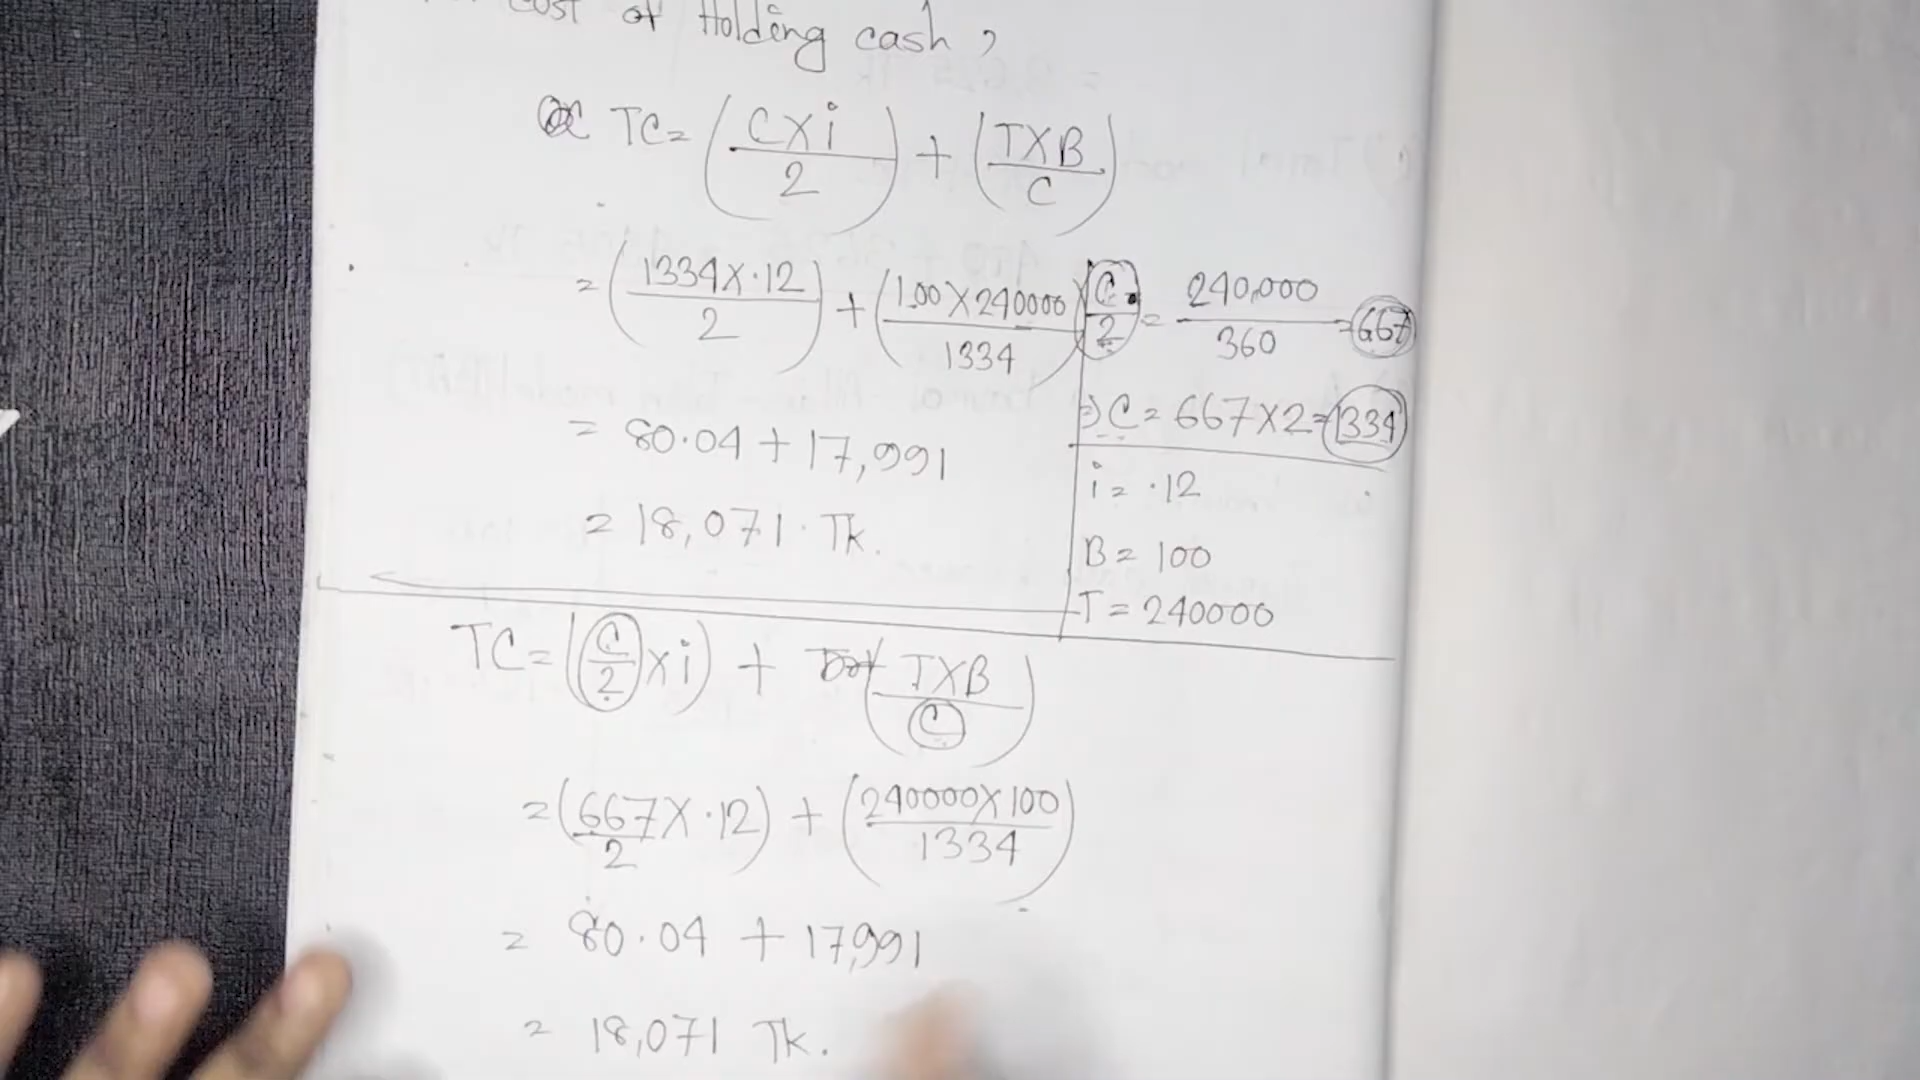 cost of Holding cash ?
TC = (C X i / 2) + (T X B / C)
= (1334 X .12 / 2) + (1.00 X 240000 / 1334)
= 80.04 + 17,991
= 18,071. Tk.
C / 2 = 240,000 / 360 = 667
=) C = 667 X 2 = 1334
i = .12
B = 100
T = 240000
TC = (C / 2 X i) + (T X B / C)
= (667 / 2 X .12) + (240000 X 100 / 1334)
= 80.04 + 17,991
= 18,071 Tk.